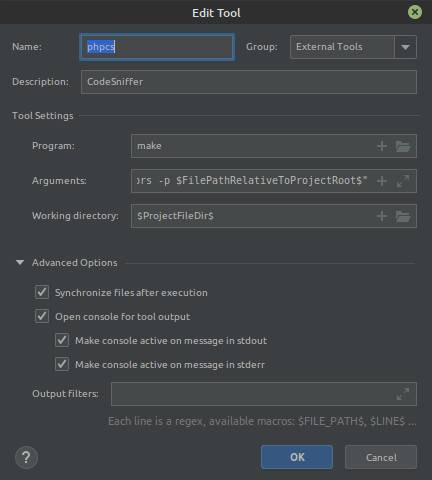 Edit Tool
Name: phpcs Group: External Tools
Description: CodeSniffer
Tool Settings
Program: make
Arguments: -p $FilePathRelativeToProjectRoot$"
Working directory: $ProjectFileDir$
Advanced Options
Synchronize files after execution
Open console for tool output
Make console active on message in stdout
Make console active on message in stderr
Output filters:
Each line is a regex, available macros: $FILE_PATH$, $LINE$ ...
? OK Cancel